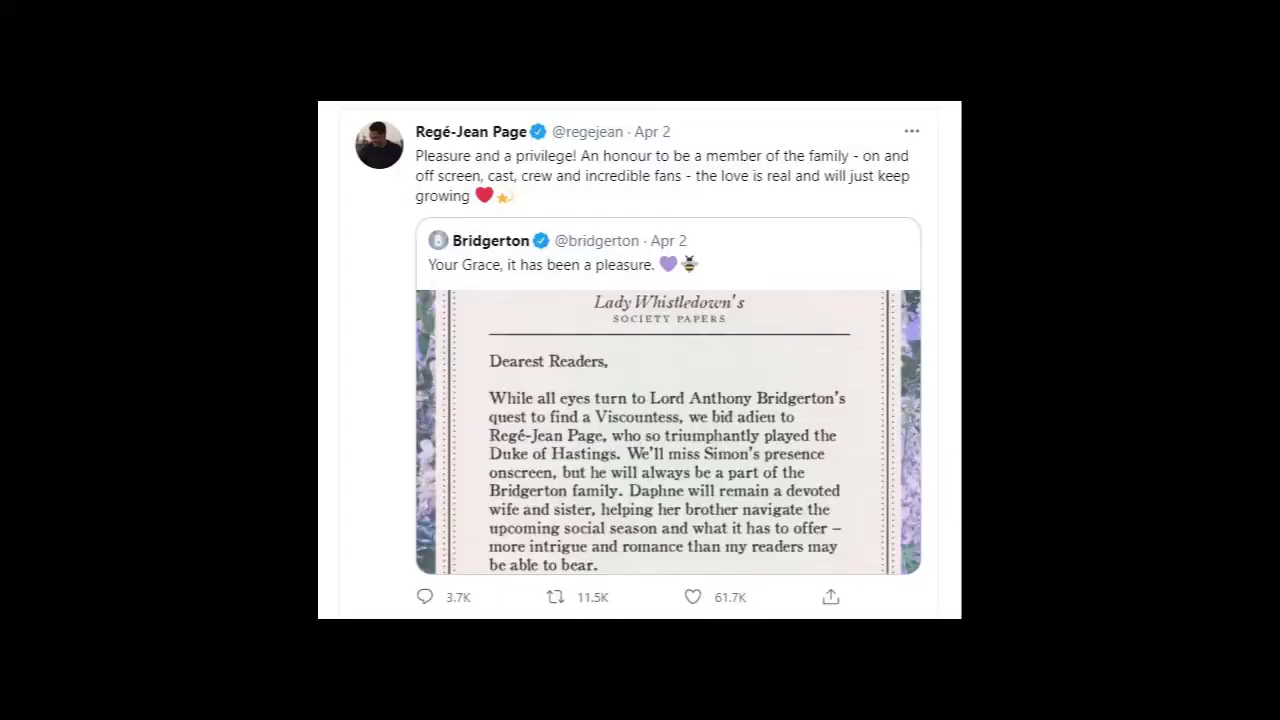 Regé-Jean Page @regejean · Apr 2
Pleasure and a privilege! An honour to be a member of the family - on and
off screen, cast, crew and incredible fans - the love is real and will just keep
growing ❤️💫
B Bridgerton @bridgerton · Apr 2
Your Grace, it has been a pleasure. 💜🐝
Lady Whistledown's
SOCIETY PAPERS
Dearest Readers,
While all eyes turn to Lord Anthony Bridgerton's
quest to find a Viscountess, we bid adieu to
Regé-Jean Page, who so triumphantly played the
Duke of Hastings. We'll miss Simon's presence
onscreen, but he will always be a part of the
Bridgerton family. Daphne will remain a devoted
wife and sister, helping her brother navigate the
upcoming social season and what it has to offer –
more intrigue and romance than my readers may
be able to bear.
3.7K 11.5K 61.7K